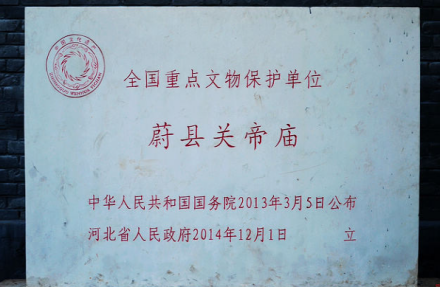 全国重点文物保护单位
蔚县关帝庙
中华人民共和国国务院2013年3月5日公布
河北省人民政府2014年12月1日 立